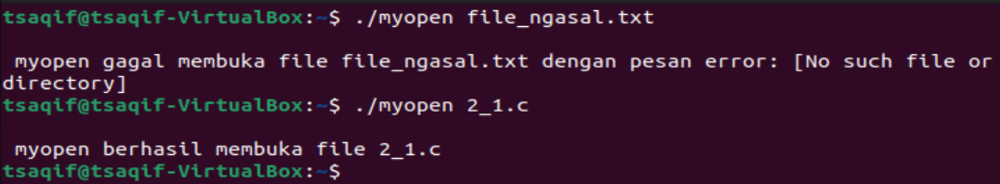 tsaqif@tsaqif-VirtualBox:~$ ./myopen file_ngasal.txt
myopen gagal membuka file file_ngasal.txt dengan pesan error: [No such file or
directory]
tsaqif@tsaqif-VirtualBox:~$ ./myopen 2_1.c
myopen berhasil membuka file 2_1.c
tsaqif@tsaqif-VirtualBox:~$